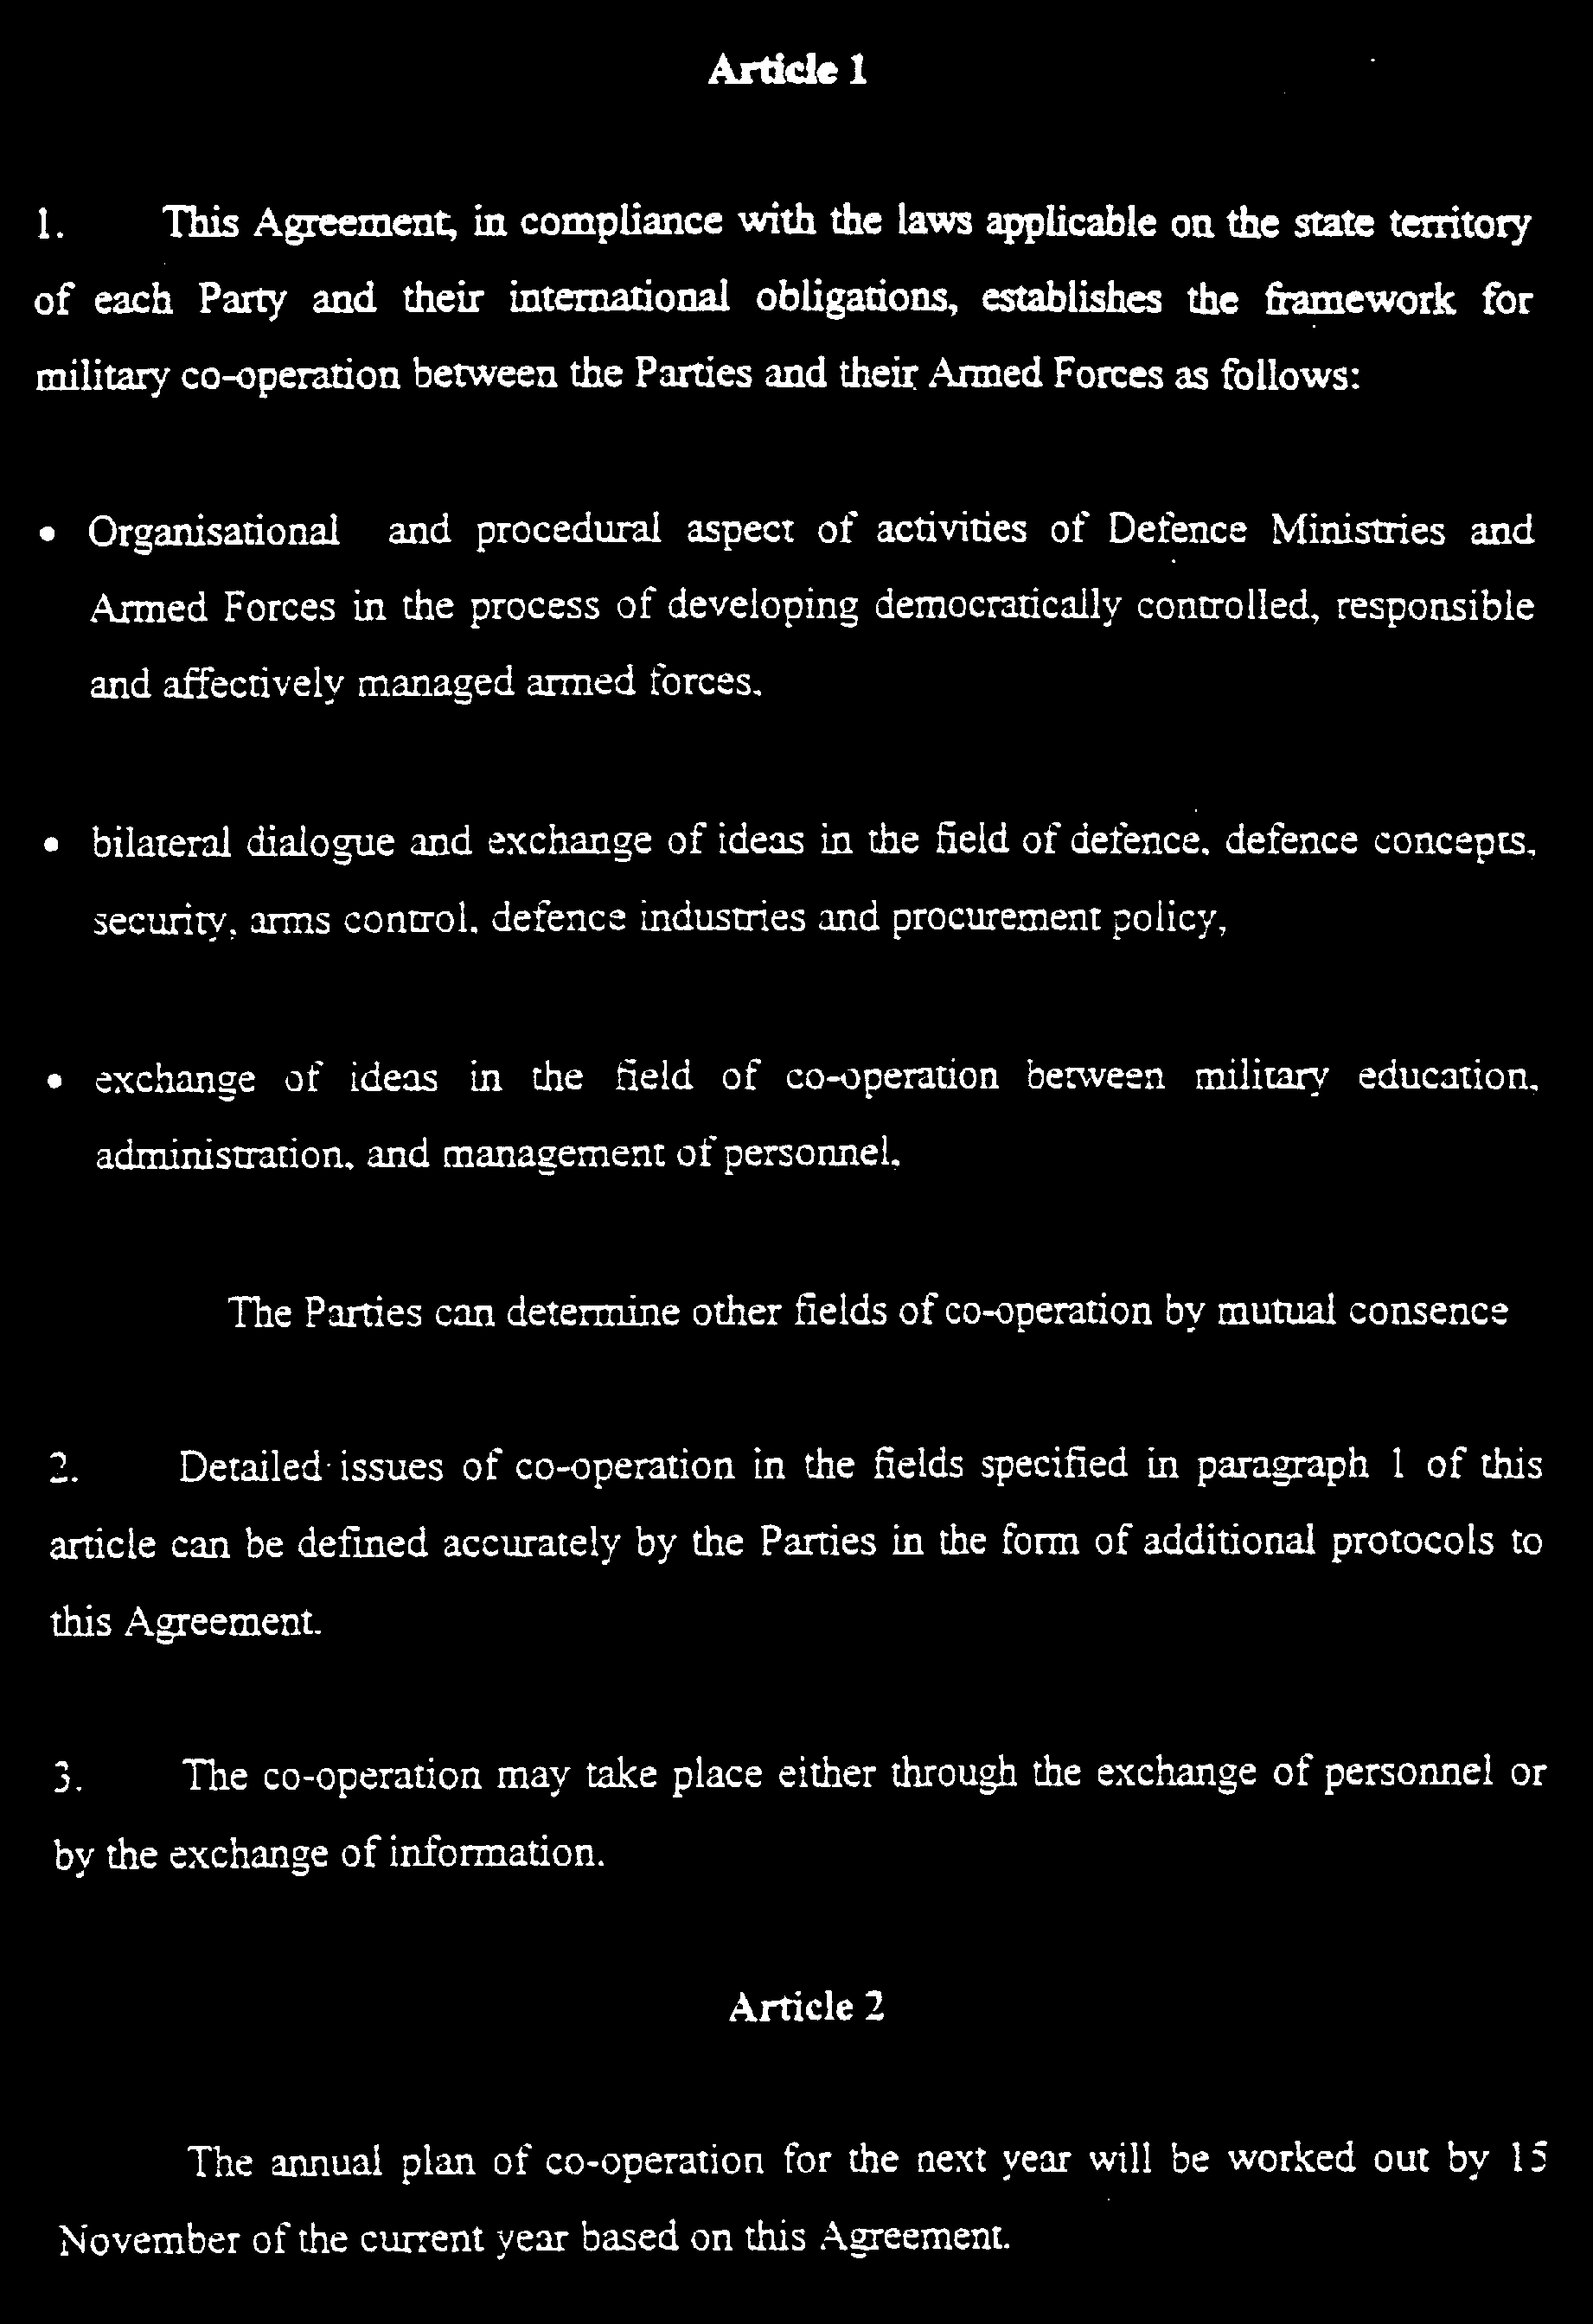 Article 1
1. This Agreement, in compliance with the laws applicable on the state territory
of each Party and their international obligations, establishes the framework for
military co-operation between the Parties and their Armed Forces as follows:
• Organisational and procedural aspect of activities of Defence Ministries and
Armed Forces in the process of developing democratically controlled, responsible
and affectively managed armed forces,
• bilateral dialogue and exchange of ideas in the field of defence, defence concepts,
security, arms control, defence industries and procurement policy,
• exchange of ideas in the field of co-operation between military education,
administration, and management of personnel,
The Parties can determine other fields of co-operation by mutual consence
2. Detailed issues of co-operation in the fields specified in paragraph 1 of this
article can be defined accurately by the Parties in the form of additional protocols to
this Agreement.
3. The co-operation may take place either through the exchange of personnel or
by the exchange of information.
Article 2
The annual plan of co-operation for the next year will be worked out by 15
November of the current year based on this Agreement.